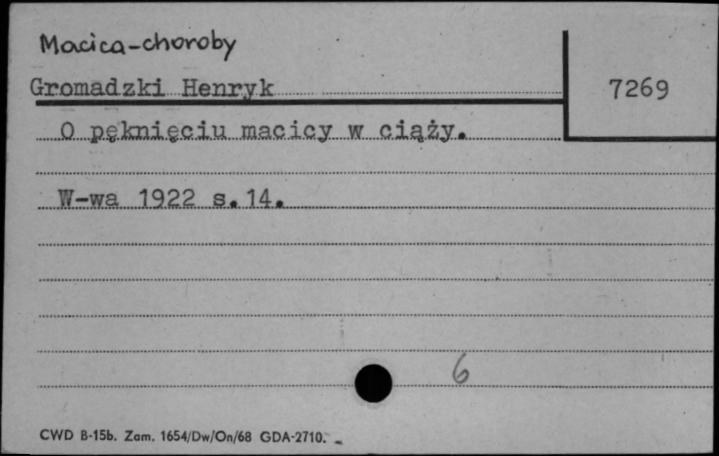 Macica-choroby
Gromadzki Henryk
7269
O pęknięciu macicy w ciąży.
W-wa 1922 s.14.
6
CWD B-15b. Zam. 1654/Dw/On/68 GDA-2710.